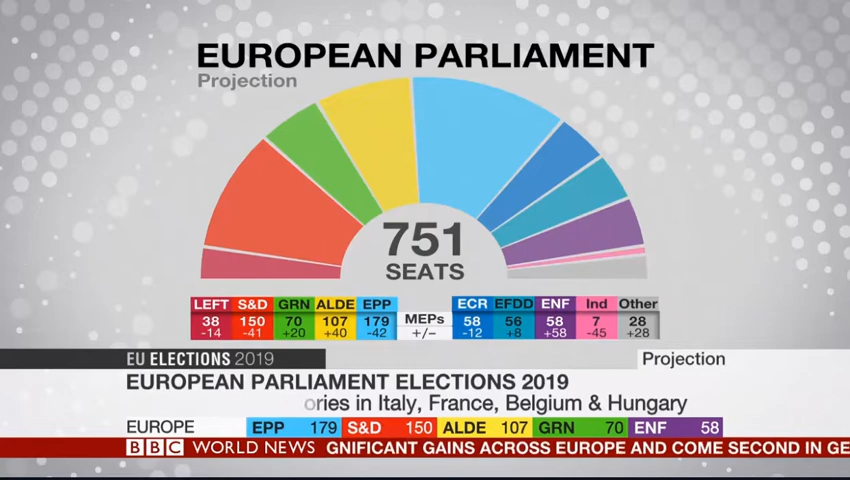 EUROPEAN PARLIAMENT
Projection
751
SEATS
LEFT S&D GRN ALDE EPP ECR EFDD ENF Ind Other
38 150 70 107 179 MEPs 58 56 58 7 28
-14 -41 +20 +40 -42 +/- -12 +8 +58 -45 +28
EU ELECTIONS 2019 Projection
EUROPEAN PARLIAMENT ELECTIONS 2019
ories in Italy, France, Belgium & Hungary
EUROPE EPP 179 S&D 150 ALDE 107 GRN 70 ENF 58
BBC WORLD NEWS GNIFICANT GAINS ACROSS EUROPE AND COME SECOND IN GE